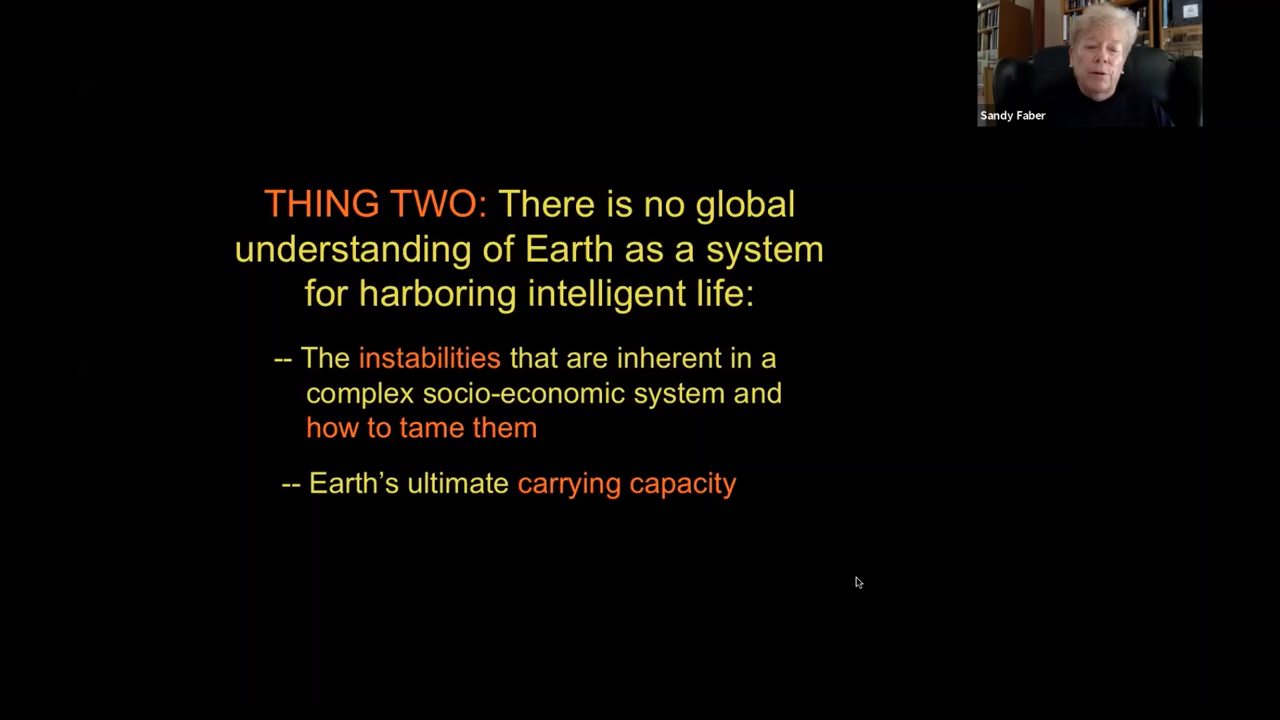 Sandy Faber
THING TWO: There is no global
understanding of Earth as a system
for harboring intelligent life:
-- The instabilities that are inherent in a
complex socio-economic system and
how to tame them
-- Earth’s ultimate carrying capacity